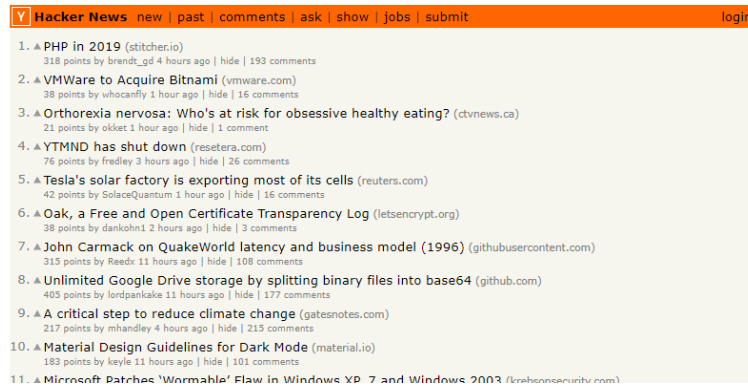 Y Hacker News new | past | comments | ask | show | jobs | submit login
1. PHP in 2019 (stitcher.io)
318 points by brendt_gd 4 hours ago | hide | 193 comments
2. VMWare to Acquire Bitnami (vmware.com)
38 points by whocanfly 1 hour ago | hide | 16 comments
3. Orthorexia nervosa: Who's at risk for obsessive healthy eating? (ctvnews.ca)
21 points by okket 1 hour ago | hide | 1 comment
4. YTMND has shut down (resetera.com)
76 points by fredley 3 hours ago | hide | 26 comments
5. Tesla's solar factory is exporting most of its cells (reuters.com)
42 points by SolaceQuantum 1 hour ago | hide | 16 comments
6. Oak, a Free and Open Certificate Transparency Log (letsencrypt.org)
38 points by dankohn1 2 hours ago | hide | 3 comments
7. John Carmack on QuakeWorld latency and business model (1996) (githubusercontent.com)
315 points by Reedx 11 hours ago | hide | 108 comments
8. Unlimited Google Drive storage by splitting binary files into base64 (github.com)
405 points by lordpankake 11 hours ago | hide | 177 comments
9. A critical step to reduce climate change (gatesnotes.com)
217 points by mhandley 4 hours ago | hide | 215 comments
10. Material Design Guidelines for Dark Mode (material.io)
183 points by keyle 11 hours ago | hide | 101 comments
11. Microsoft Patches ‘Wormable’ Flaw in Windows XP, 7 and Windows 2003 (krebsonsecurity.com)